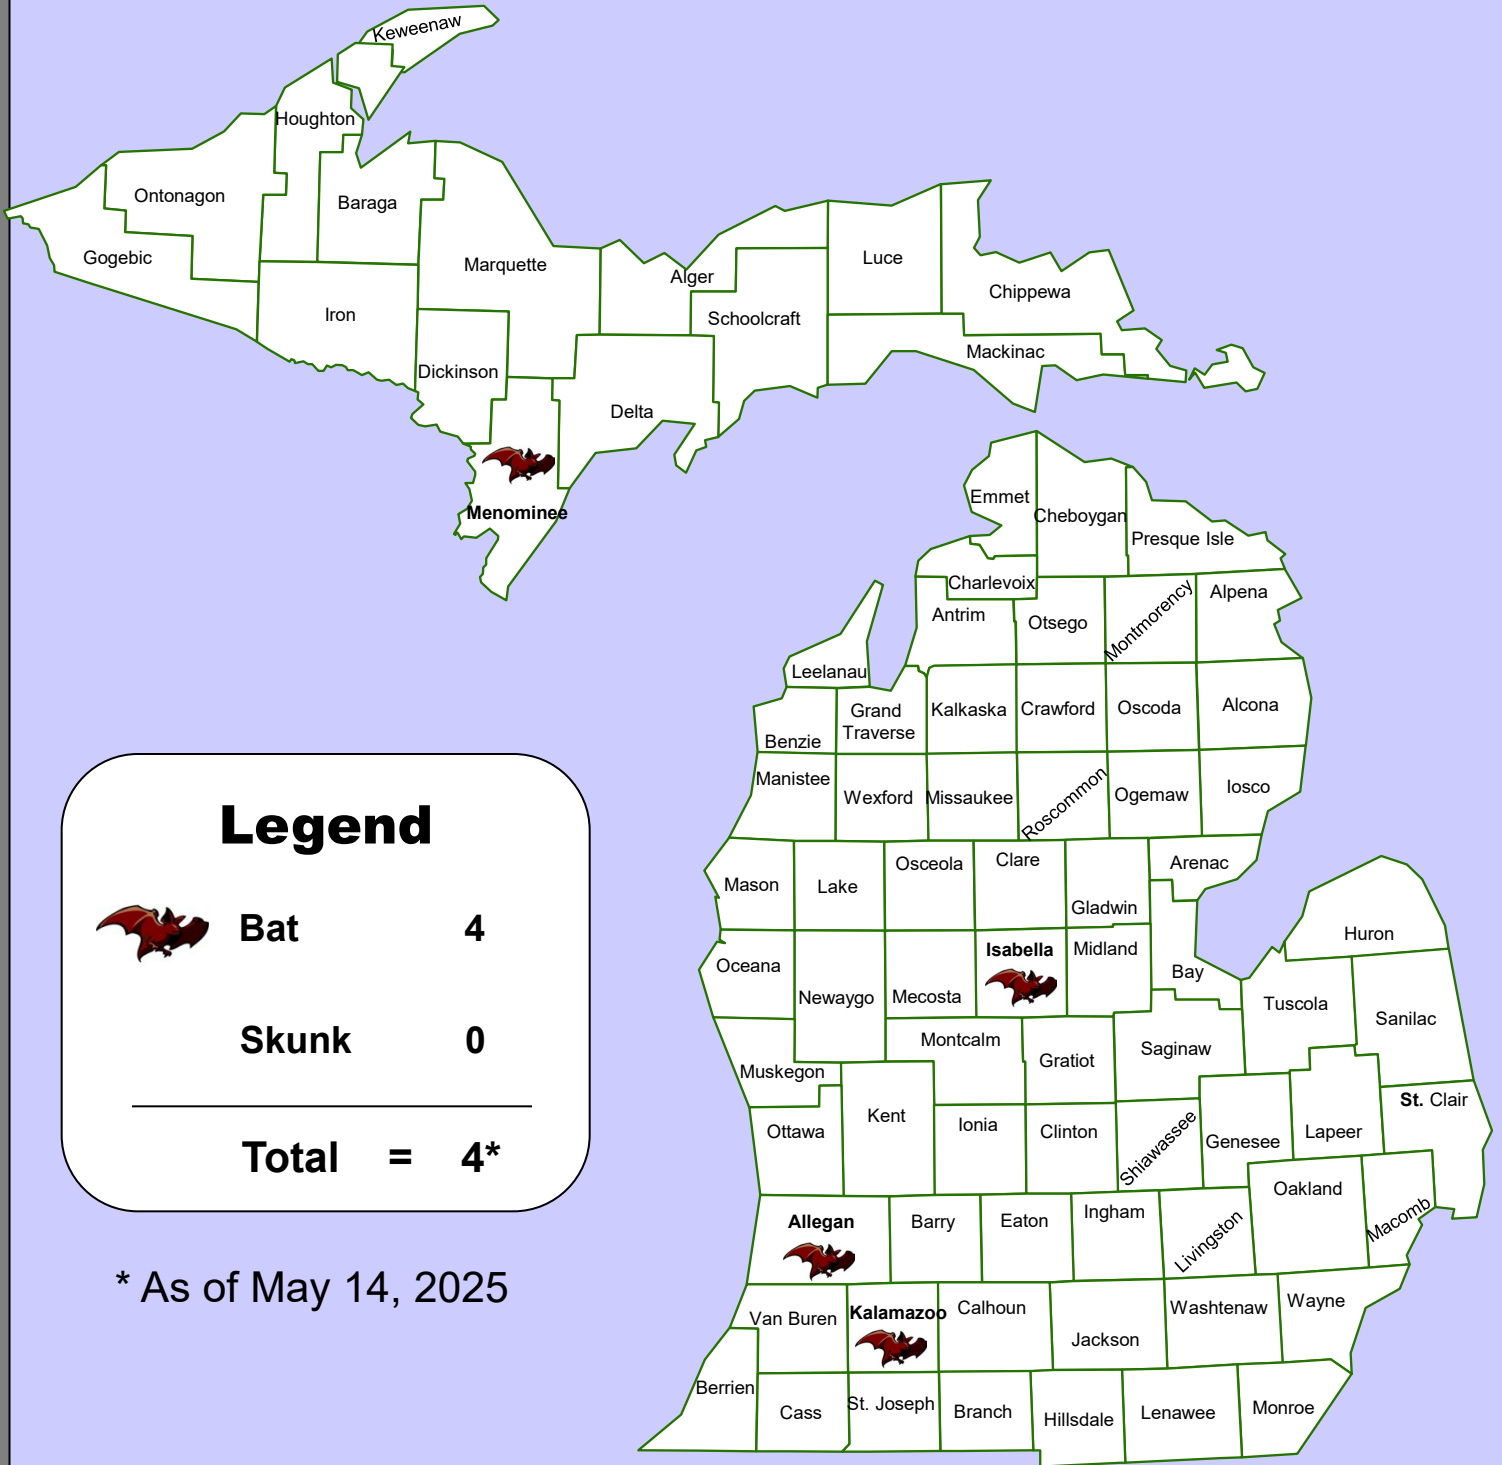 Keweenaw
Houghton
Ontonagon
Baraga
Gogebic
Marquette
Luce
Alger
Chippewa
Iron
Schoolcraft
Mackinac
Dickinson
Delta
Menominee
Emmet
Cheboygan
Presque Isle
Charlevoix
Antrim
Otsego
Montmorency
Alpena
Leelanau
Benzie
Grand
Traverse
Kalkaska
Crawford
Oscoda
Alcona
Manistee
Wexford
Missaukee
Roscommon
Ogemaw
Iosco
Mason
Lake
Osceola
Clare
Gladwin
Arenac
Huron
Oceana
Newaygo
Mecosta
Isabella
Midland
Bay
Tuscola
Sanilac
Muskegon
Montcalm
Gratiot
Saginaw
Ottawa
Kent
Ionia
Clinton
Shiawassee
Genesee
Lapeer
St. Clair
Allegan
Barry
Eaton
Ingham
Livingston
Oakland
Macomb
Van Buren
Kalamazoo
Calhoun
Jackson
Washtenaw
Wayne
Berrien
Cass
St. Joseph
Branch
Hillsdale
Lenawee
Monroe
Legend
Bat 4
Skunk 0
Total = 4*
* As of May 14, 2025